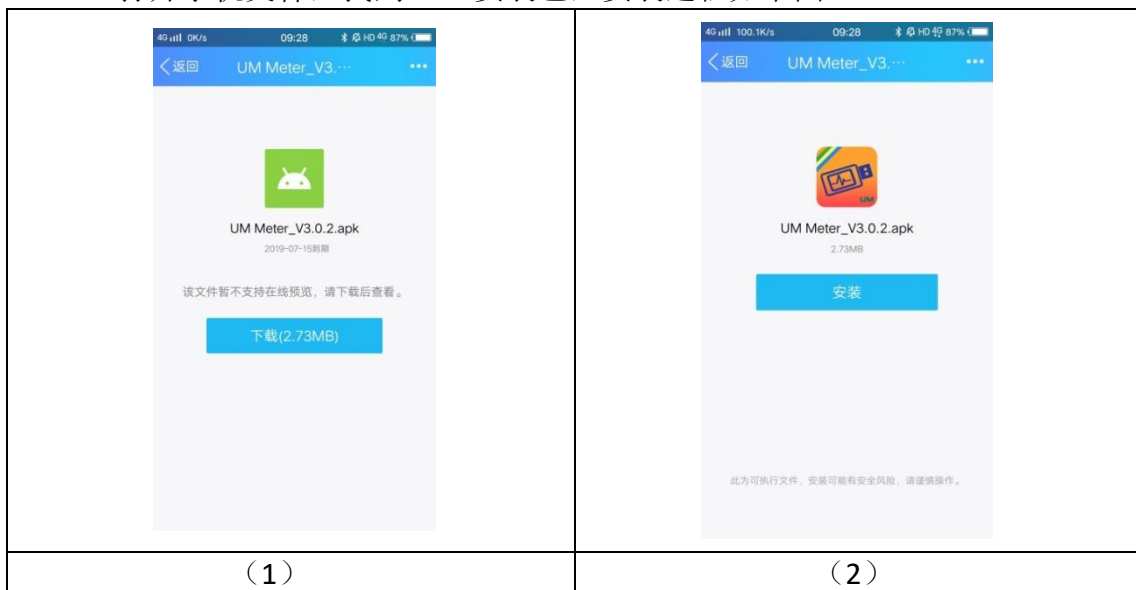 4G 0K/s 09:28 HD 4G 87%
返回 UM Meter_V3.… •••
UM Meter_V3.0.2.apk
2019-07-15到期
该文件暂不支持在线预览，请下载后查看。
下载(2.73MB)
（1）
4G 100.1K/s 09:28 HD 4G 87%
返回 UM Meter_V3.… •••
UM
UM Meter_V3.0.2.apk
2.73MB
安装
此为可执行文件，安装可能有安全风险，请谨慎操作。
（2）